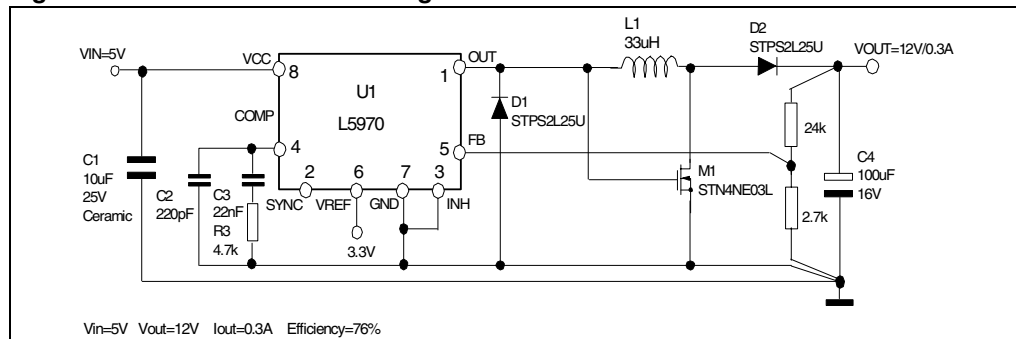 VIN=5V
VCC
8
COMP
4
U1
L5970
OUT
1
FB
5
2
SYNC
6
VREF
7
GND
3
INH
3.3V
C1
10uF
25V
Ceramic
C2
220pF
C3
22nF
R3
4.7k
D1
STPS2L25U
L1
33uH
M1
STN4NE03L
D2
STPS2L25U
VOUT=12V/0.3A
24k
2.7k
C4
100uF
16V
Vin=5V Vout=12V Iout=0.3A Efficiency=76%